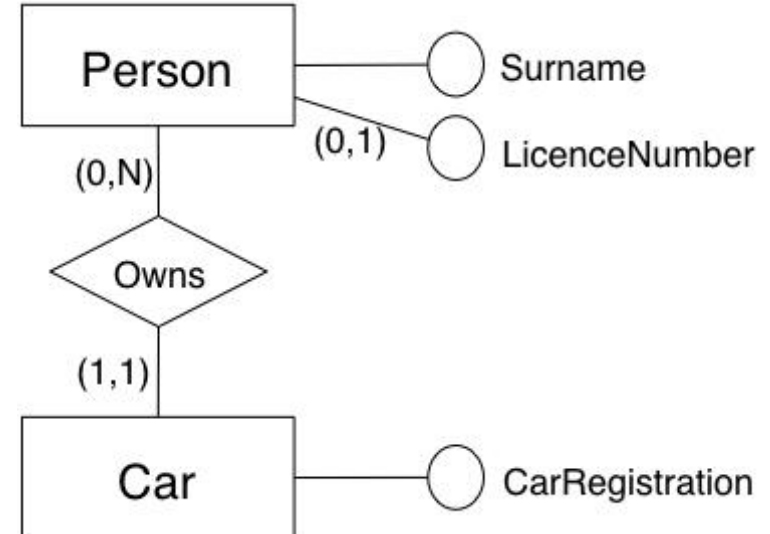 Person
Surname
(0,1)
LicenceNumber
(0,N)
Owns
(1,1)
Car
CarRegistration